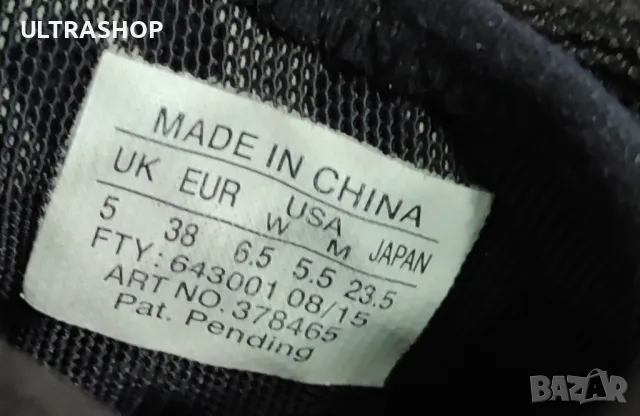 ULTRASHOP
MADE IN CHINA
UK EUR USA JAPAN
W M
5 38 6.5 5.5 23.5
FTY: 643001 08/15
ART NO. 378465
Pat. Pending
BAZAR